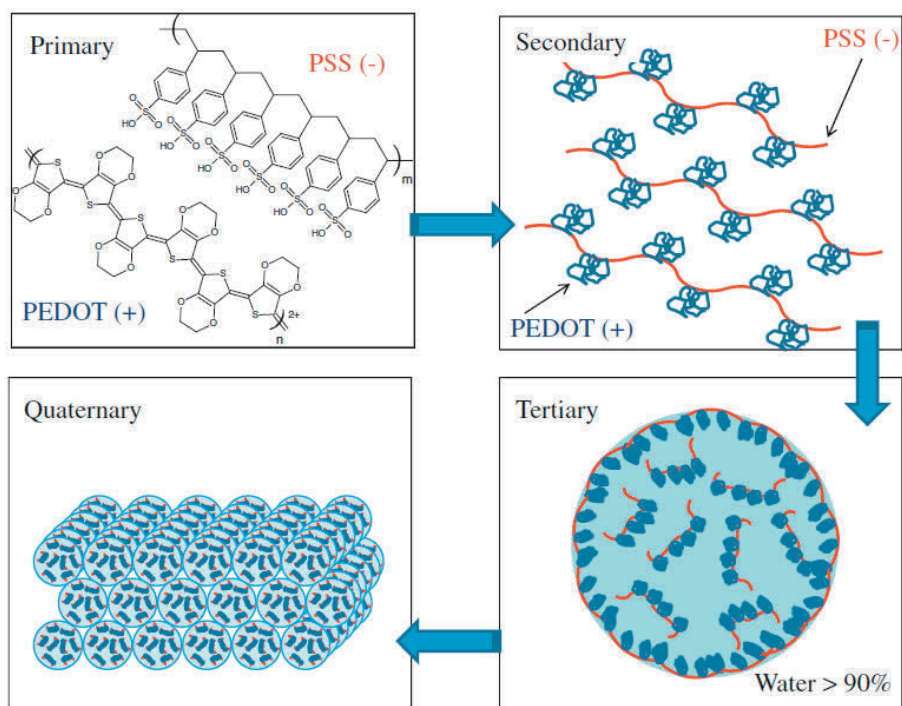 Primary
PSS (-)
HO
O
S
O
HO
O
S
O
HO
O
S
O
HO
O
S
O
HO
O
S
O
HO
O
S
O
m
S
O
O
O
O
S
S
O
O
O
O
S
S
O
O
O
O
S
2+
n
PEDOT (+)
Secondary
PSS (-)
PEDOT (+)
Quaternary
Tertiary
Water > 90%